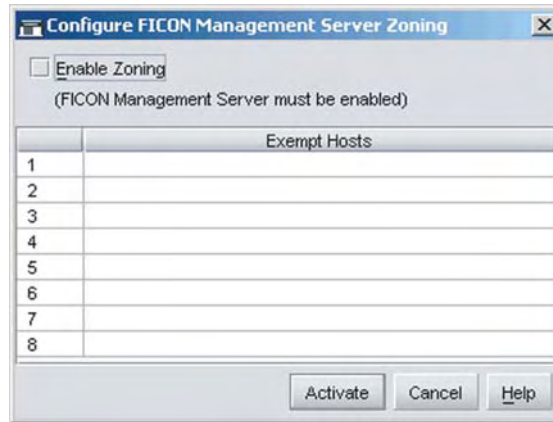 Configure FICON Management Server Zoning
Enable Zoning
(FICON Management Server must be enabled)
Exempt Hosts
1
2
3
4
5
6
7
8
Activate Cancel Help